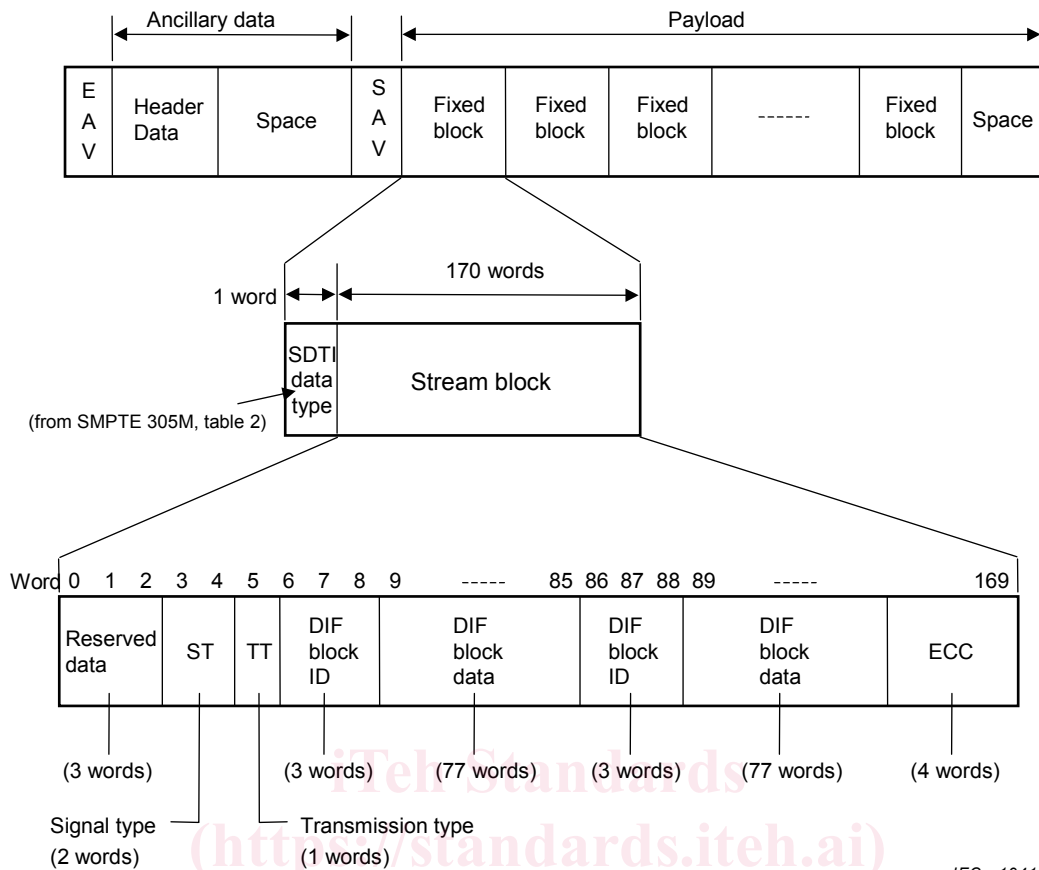 Ancillary data
Payload
E A V
Header Data
Space
S A V
Fixed block
Fixed block
Fixed block
------
Fixed block
Space
1 word
170 words
SDTI data type
Stream block
(from SMPTE 305M, table 2)
Word 0 1 2 3 4 5 6 7 8 9 ----- 85 86 87 88 89 ----- 169
Reserved data
ST
TT
DIF block ID
DIF block data
DIF block ID
DIF block data
ECC
(3 words)
(3 words)
(77 words)
(3 words)
(77 words)
(4 words)
iTeh Standards
Signal type
(2 words)
Transmission type
(1 words)
(https://standards.iteh.ai)